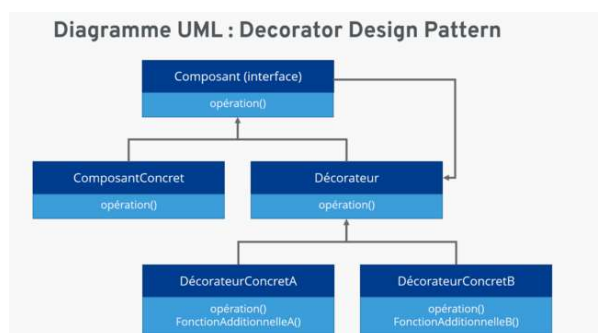 Diagramme UML : Decorator Design Pattern
Composant (interface)
opération()
ComposantConcret
opération()
Décorateur
opération()
DécorateurConcretA
opération()
FonctionAdditionnelleA()
DécorateurConcretB
opération()
FonctionAdditionnelleB()